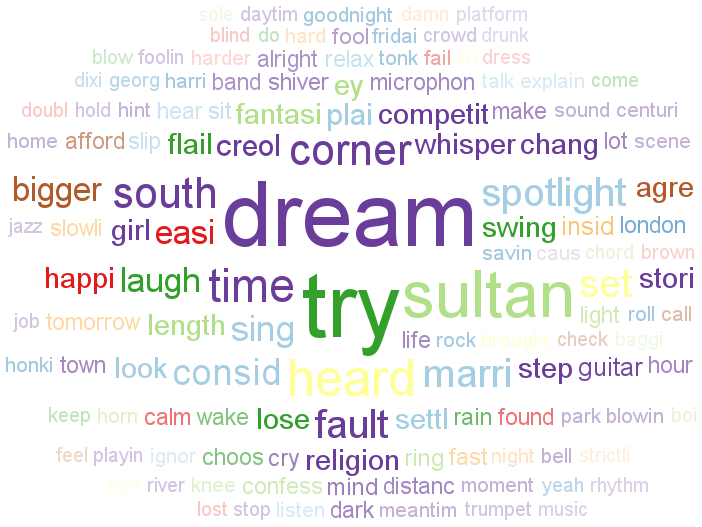 sole daytim goodnight damn platform
blind do hard fool fridai crowd drunk
blow foolin harder alright relax tonk fail dress
dixi georg harri band shiver ey microphon talk explain come
doubl hold hint hear sit fantasi plai competit make sound centuri
home afford slip flail creol corner whisper chang lot scene
bigger south dream spotlight agre
jazz slowli girl easi swing insid london
savin caus chord brown
happi laugh time try sultan set stori
light roll call
job tomorrow length sing
life rock brought check baggi
honki town look consid heard marri step guitar hour
keep horn calm wake lose fault settl rain found park blowin boi
feel playin ignor choos cry religion ring fast night bell strictli
river knee confess mind distanc moment yeah rhythm
lost stop listen dark meantim trumpet music